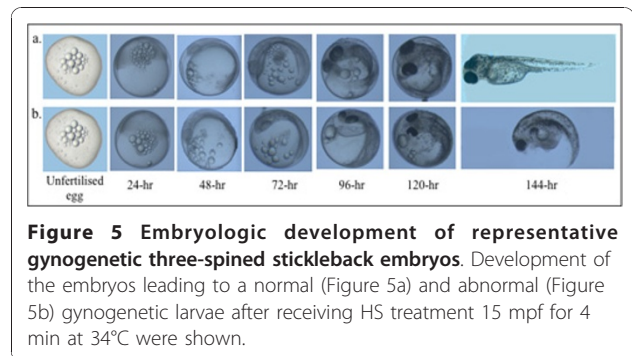 a.
b.
Unfertilised egg 24-hr 48-hr 72-hr 96-hr 120-hr 144-hr
Figure 5 Embryologic development of representative
gynogenetic three-spined stickleback embryos. Development of
the embryos leading to a normal (Figure 5a) and abnormal (Figure
5b) gynogenetic larvae after receiving HS treatment 15 mpf for 4
min at 34°C were shown.